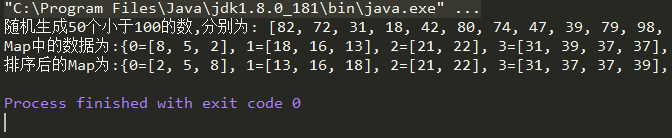 "C:\Program Files\Java\jdk1.8.0_181\bin\java.exe" ...
随机生成50个小于100的数,分别为: [82, 72, 31, 18, 42, 80, 74, 47, 39, 79, 98,
Map中的数据为:{0=[8, 5, 2], 1=[18, 16, 13], 2=[21, 22], 3=[31, 39, 37, 37],
排序后的Map为:{0=[2, 5, 8], 1=[13, 16, 18], 2=[21, 22], 3=[31, 37, 37, 39],
Process finished with exit code 0